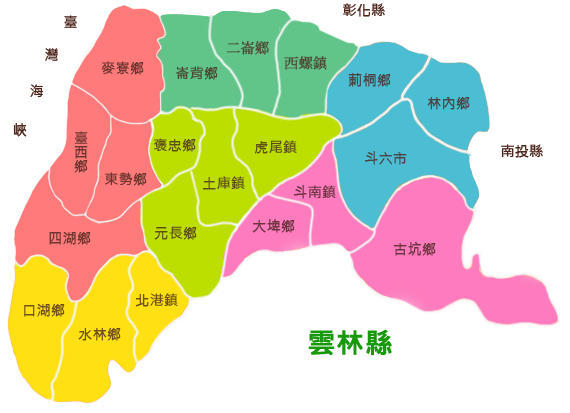 彰化縣
臺灣海峽
二崙鄉
西螺鎮
麥寮鄉
崙背鄉
莿桐鄉
林內鄉
臺西鄉
褒忠鄉
虎尾鎮
斗六市
南投縣
東勢鄉
土庫鎮
斗南鎮
四湖鄉
元長鄉
大埤鄉
古坑鄉
口湖鄉
北港鎮
水林鄉
雲林縣